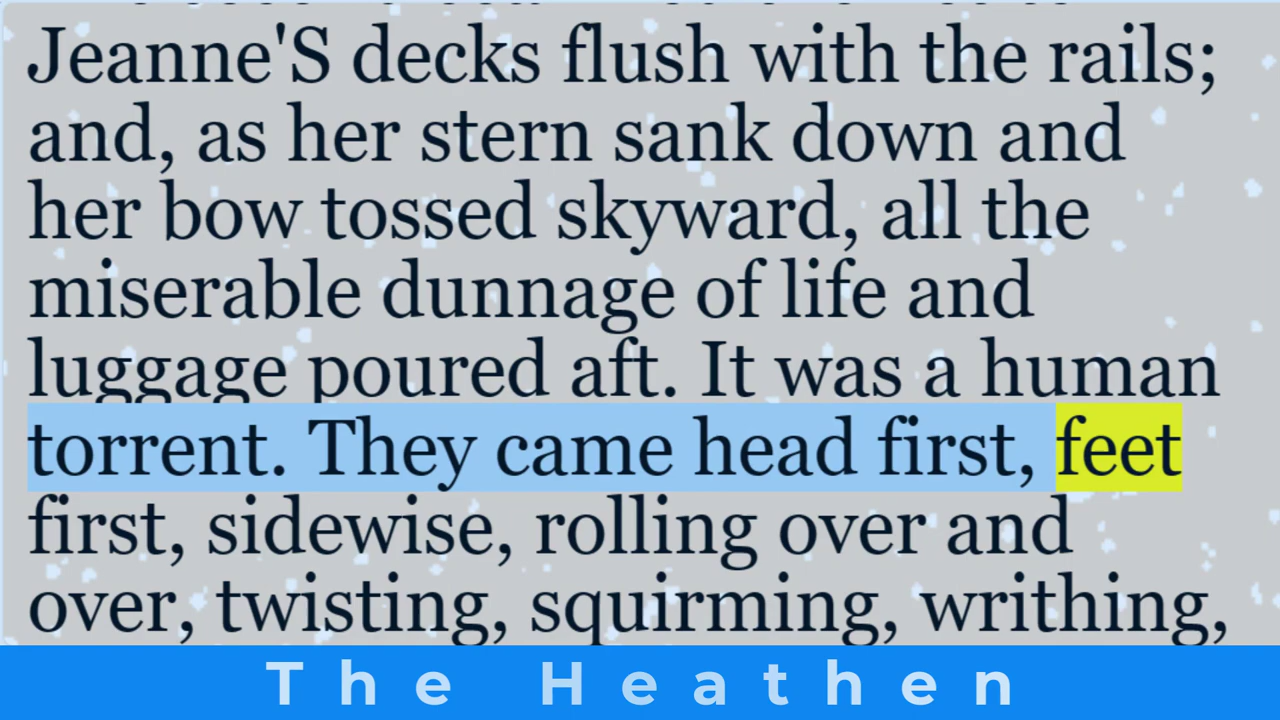 Jeanne'S decks flush with the rails;
and, as her stern sank down and
her bow tossed skyward, all the
miserable dunnage of life and
luggage poured aft. It was a human
torrent. They came head first, feet
first, sidewise, rolling over and
over, twisting, squirming, writhing,
The Heathen